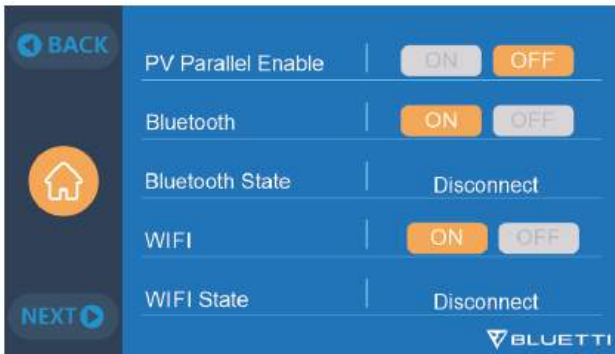 BACK
PV Parallel Enable ON OFF
Bluetooth ON OFF
Bluetooth State Disconnect
WIFI ON OFF
WIFI State Disconnect
NEXT
BLUETTI